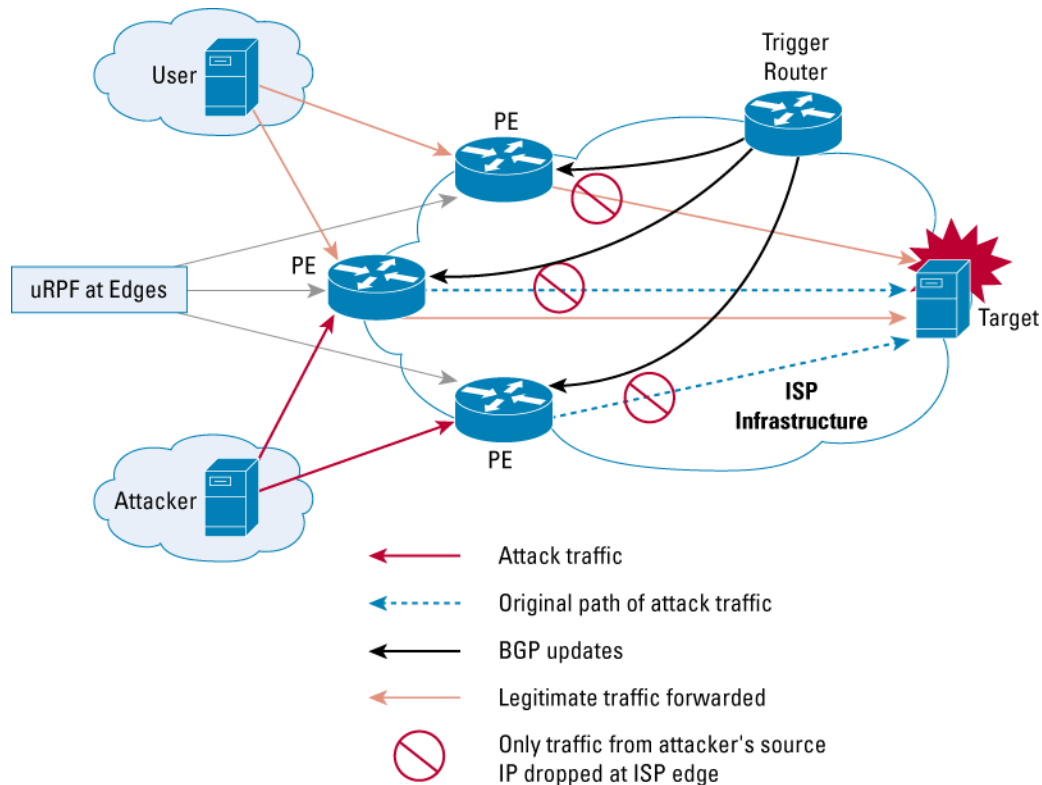 Trigger
Router
User
PE
PE
uRPF at Edges
Target
ISP
Infrastructure
PE
Attacker
Attack traffic
Original path of attack traffic
BGP updates
Legitimate traffic forwarded
Only traffic from attacker's source
IP dropped at ISP edge